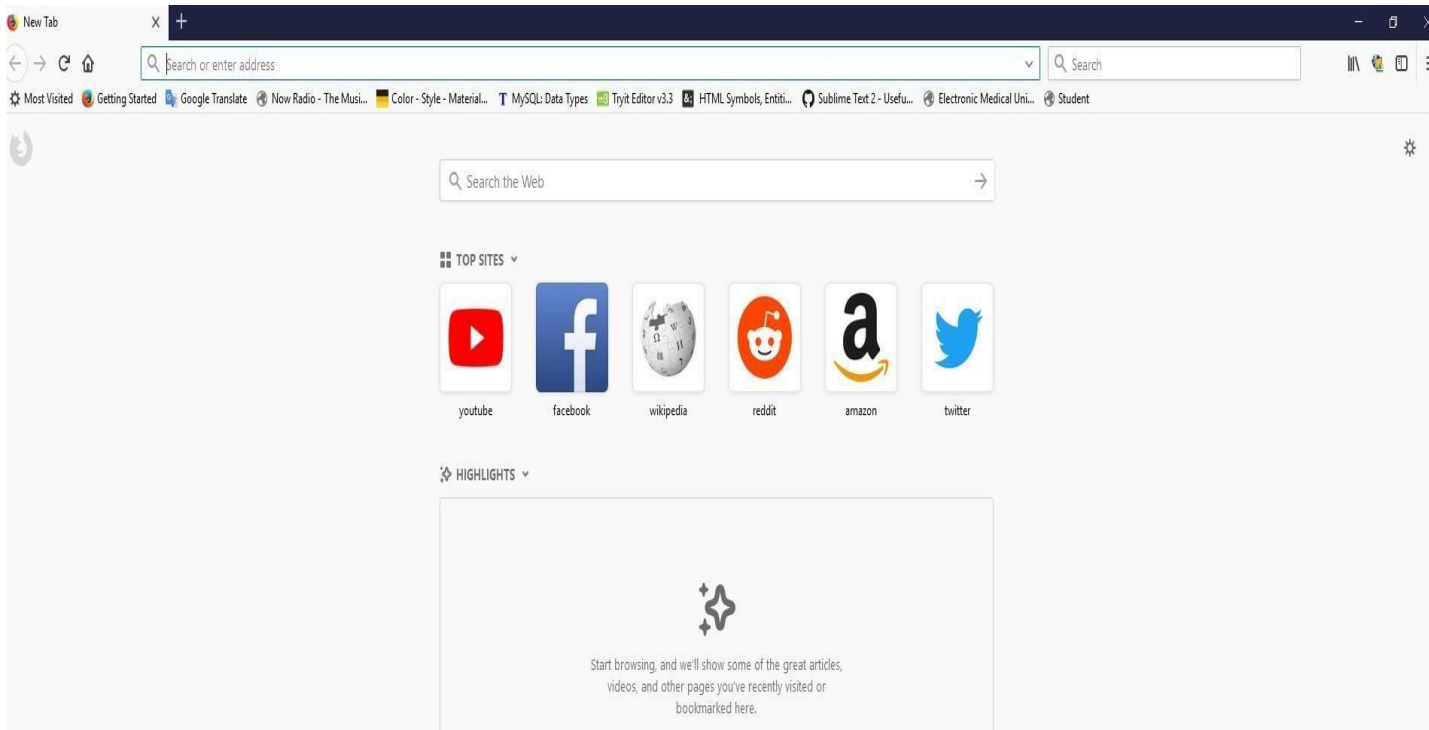 New Tab
Search or enter address
Search
Most Visited Getting Started Google Translate Now Radio - The Musi... Color - Style - Material... MySQL: Data Types Tryit Editor v3.3 HTML Symbols, Entiti... Sublime Text 2 - Usefu... Electronic Medical Uni... Student
Search the Web
TOP SITES
youtube facebook wikipedia reddit amazon twitter
HIGHLIGHTS
Start browsing, and we'll show some of the great articles,
videos, and other pages you've recently visited or
bookmarked here.